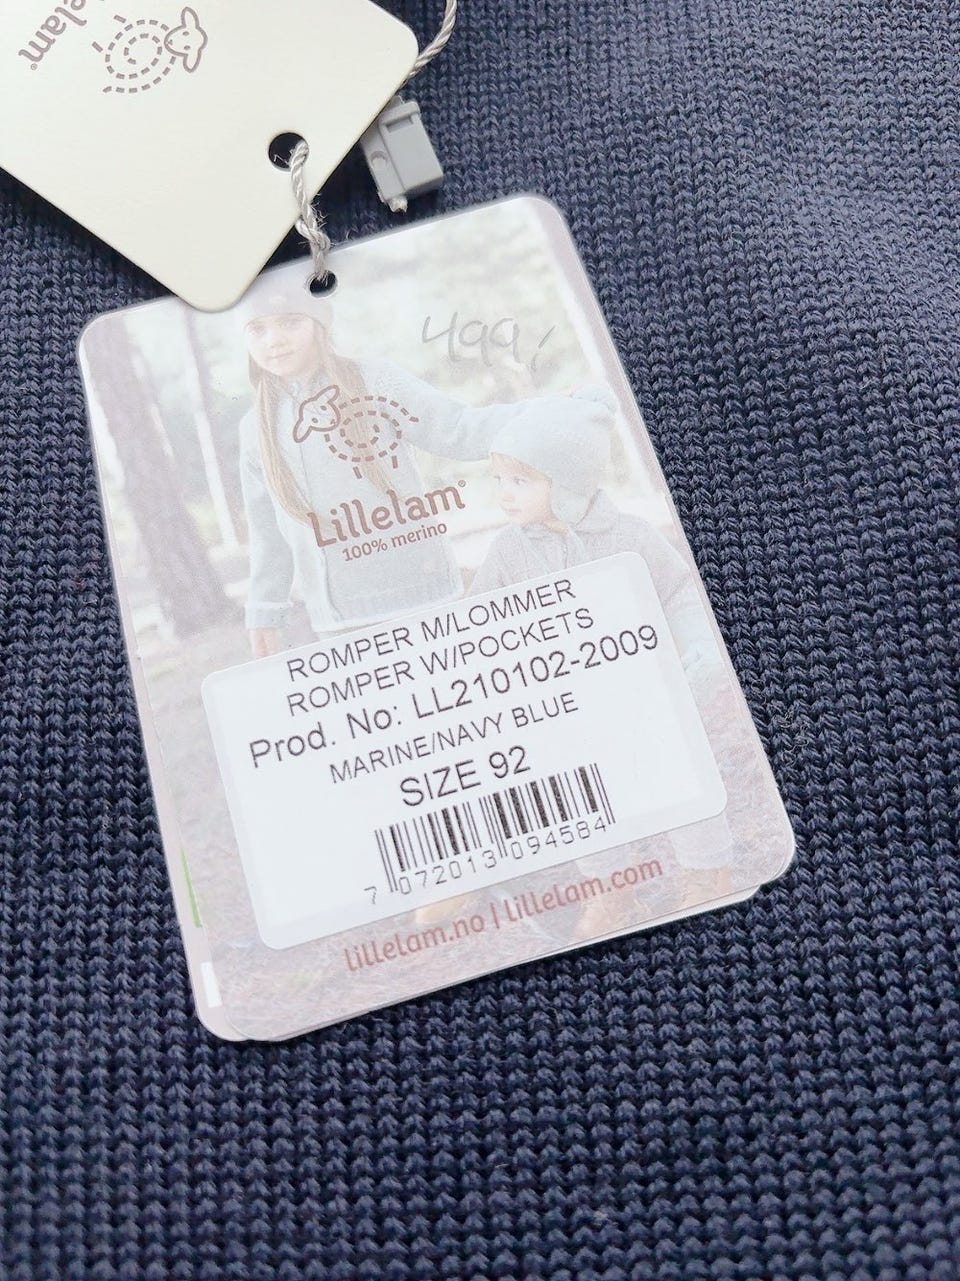 lelam®
499,
Lillelam®
100% merino
ROMPER M/LOMMER
ROMPER W/POCKETS
Prod. No: LL210102-2009
MARINE/NAVY BLUE
SIZE 92
7 072013 094584
lillelam.no | lillelam.com